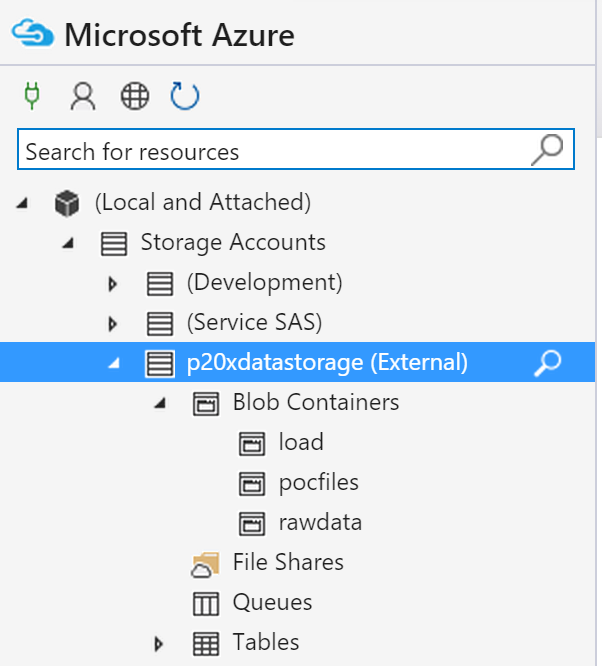 Microsoft Azure
Search for resources
(Local and Attached)
Storage Accounts
(Development)
(Service SAS)
p20xdatastorage (External)
Blob Containers
load
pocfiles
rawdata
File Shares
Queues
Tables